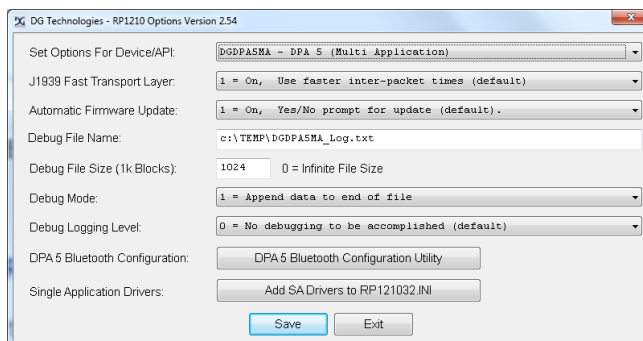 DG Technologies - RP1210 Options Version 2.54
Set Options For Device/API: DGDPA5MA - DPA 5 (Multi Application)
J1939 Fast Transport Layer: 1 = On, Use faster inter-packet times (default)
Automatic Firmware Update: 1 = On, Yes/No prompt for update (default).
Debug File Name: c:\TEMP\DGDPA5MA_Log.txt
Debug File Size (1k Blocks): 1024 0 = Infinite File Size
Debug Mode: 1 = Append data to end of file
Debug Logging Level: 0 = No debugging to be accomplished (default)
DPA 5 Bluetooth Configuration: DPA 5 Bluetooth Configuration Utility
Single Application Drivers: Add SA Drivers to RP121032.INI
Save Exit